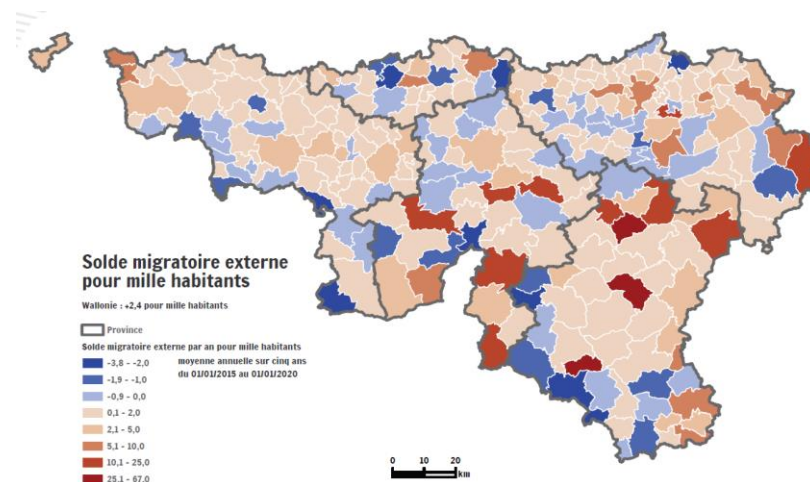 Solde migratoire externe
pour mille habitants
Wallonie : +2,4 pour mille habitants
Province
Solde migratoire externe par an pour mille habitants
moyenne annuelle sur cinq ans
du 01/01/2015 au 01/01/2020
-3,8 - -2,0
-1,9 - -1,0
-0,9 - 0,0
0,1 - 2,0
2,1 - 5,0
5,1 - 10,0
10,1 - 25,0
25,1 - 67,0
0 10 20
km